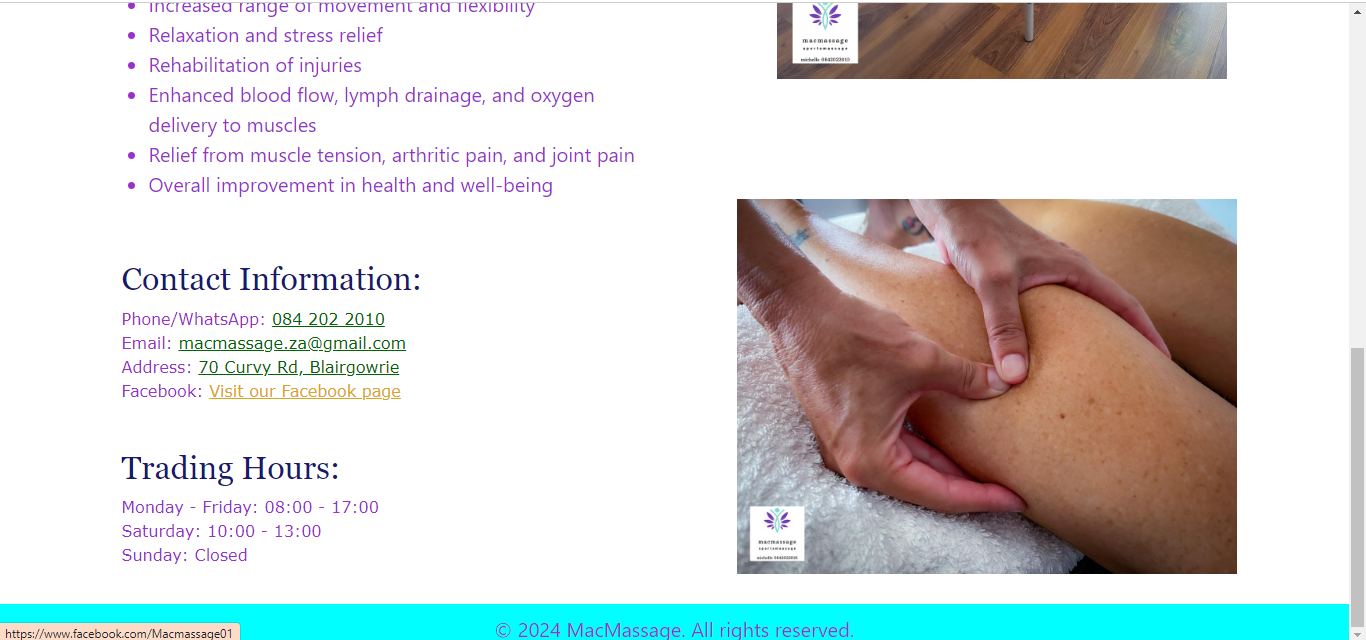 Increased range of movement and flexibility
Relaxation and stress relief
Rehabilitation of injuries
Enhanced blood flow, lymph drainage, and oxygen
delivery to muscles
Relief from muscle tension, arthritic pain, and joint pain
Overall improvement in health and well-being
macmassage
sportsmassage
Contact Information:
Phone/WhatsApp: 084 202 2010
Email: macmassage.za@gmail.com
Address: 70 Curvy Rd, Blairgowrie
Facebook: Visit our Facebook page
Trading Hours:
Monday - Friday: 08:00 - 17:00
Saturday: 10:00 - 13:00
Sunday: Closed
macmassage
sportsmassage
© 2024 MacMassage. All rights reserved.
https://www.facebook.com/Macmassage01